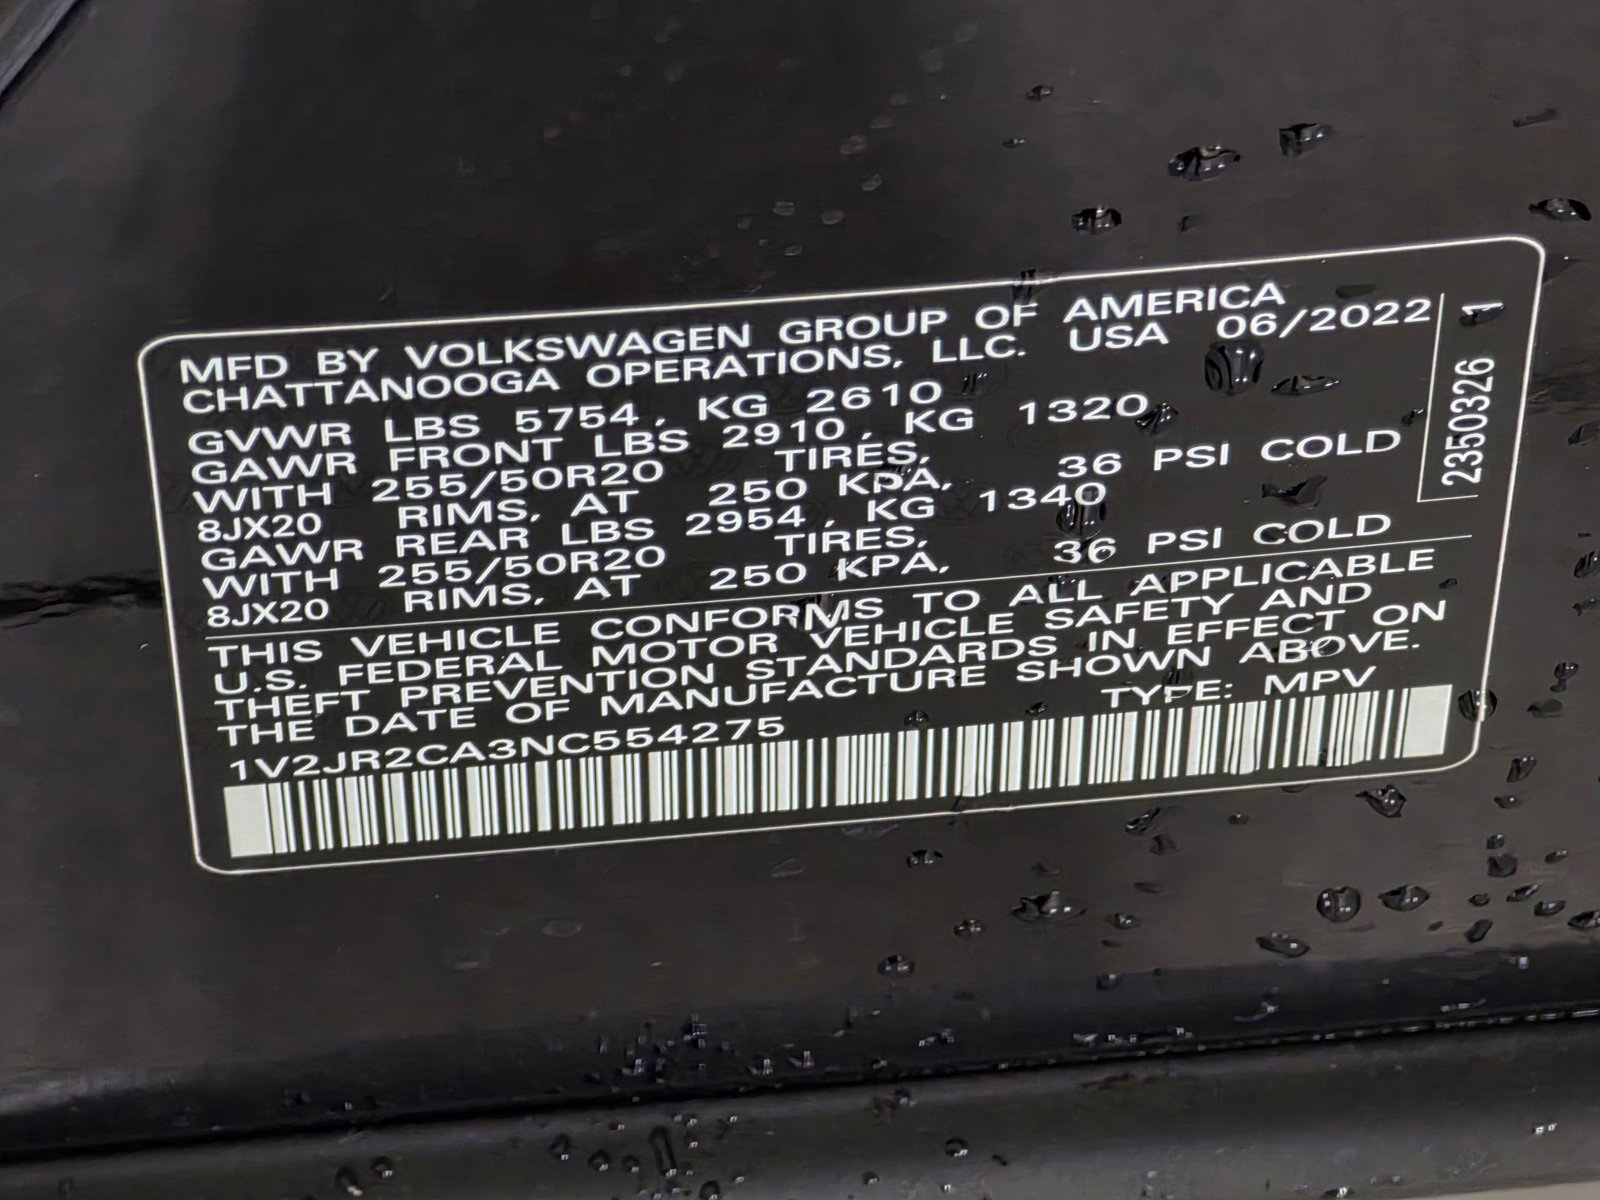 MFD BY VOLKSWAGEN GROUP OF AMERICA
CHATTANOOGA OPERATIONS, LLC. USA 06/2022
GVWR LBS 5754, KG 2610
GAWR FRONT LBS 2910, KG 1320
WITH 255/50R20 TIRES,
8JX20 RIMS, AT 250 KPA, 36 PSI COLD
GAWR REAR LBS 2954, KG 1340
WITH 255/50R20 TIRES,
8JX20 RIMS, AT 250 KPA, 36 PSI COLD
THIS VEHICLE CONFORMS TO ALL APPLICABLE
U.S. FEDERAL MOTOR VEHICLE SAFETY AND
THEFT PREVENTION STANDARDS IN EFFECT ON
THE DATE OF MANUFACTURE SHOWN ABOVE.
1V2JR2CA3NC554275 TYPE: MPV
2350326 1